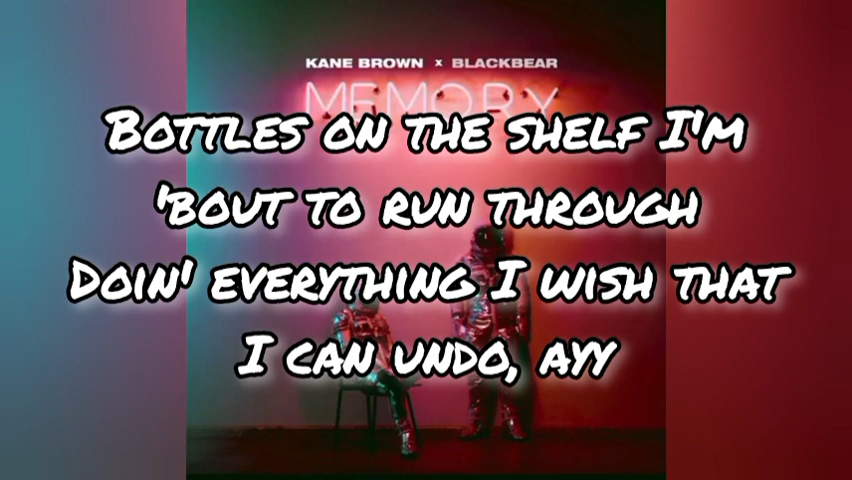 KANE BROWN x BLACKBEAR
MEMORY
BOTTLES ON THE SHELF I'M
'BOUT TO RUN THROUGH
DOIN' EVERYTHING I WISH THAT
I CAN UNDO, AYY